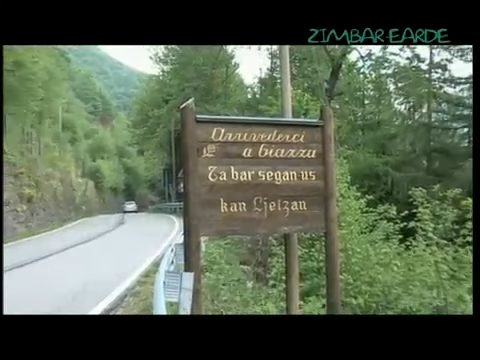 ZIMBAR EARDE
Arrivederci
a Giazza
Ta bar segan us
kan Ljetzan